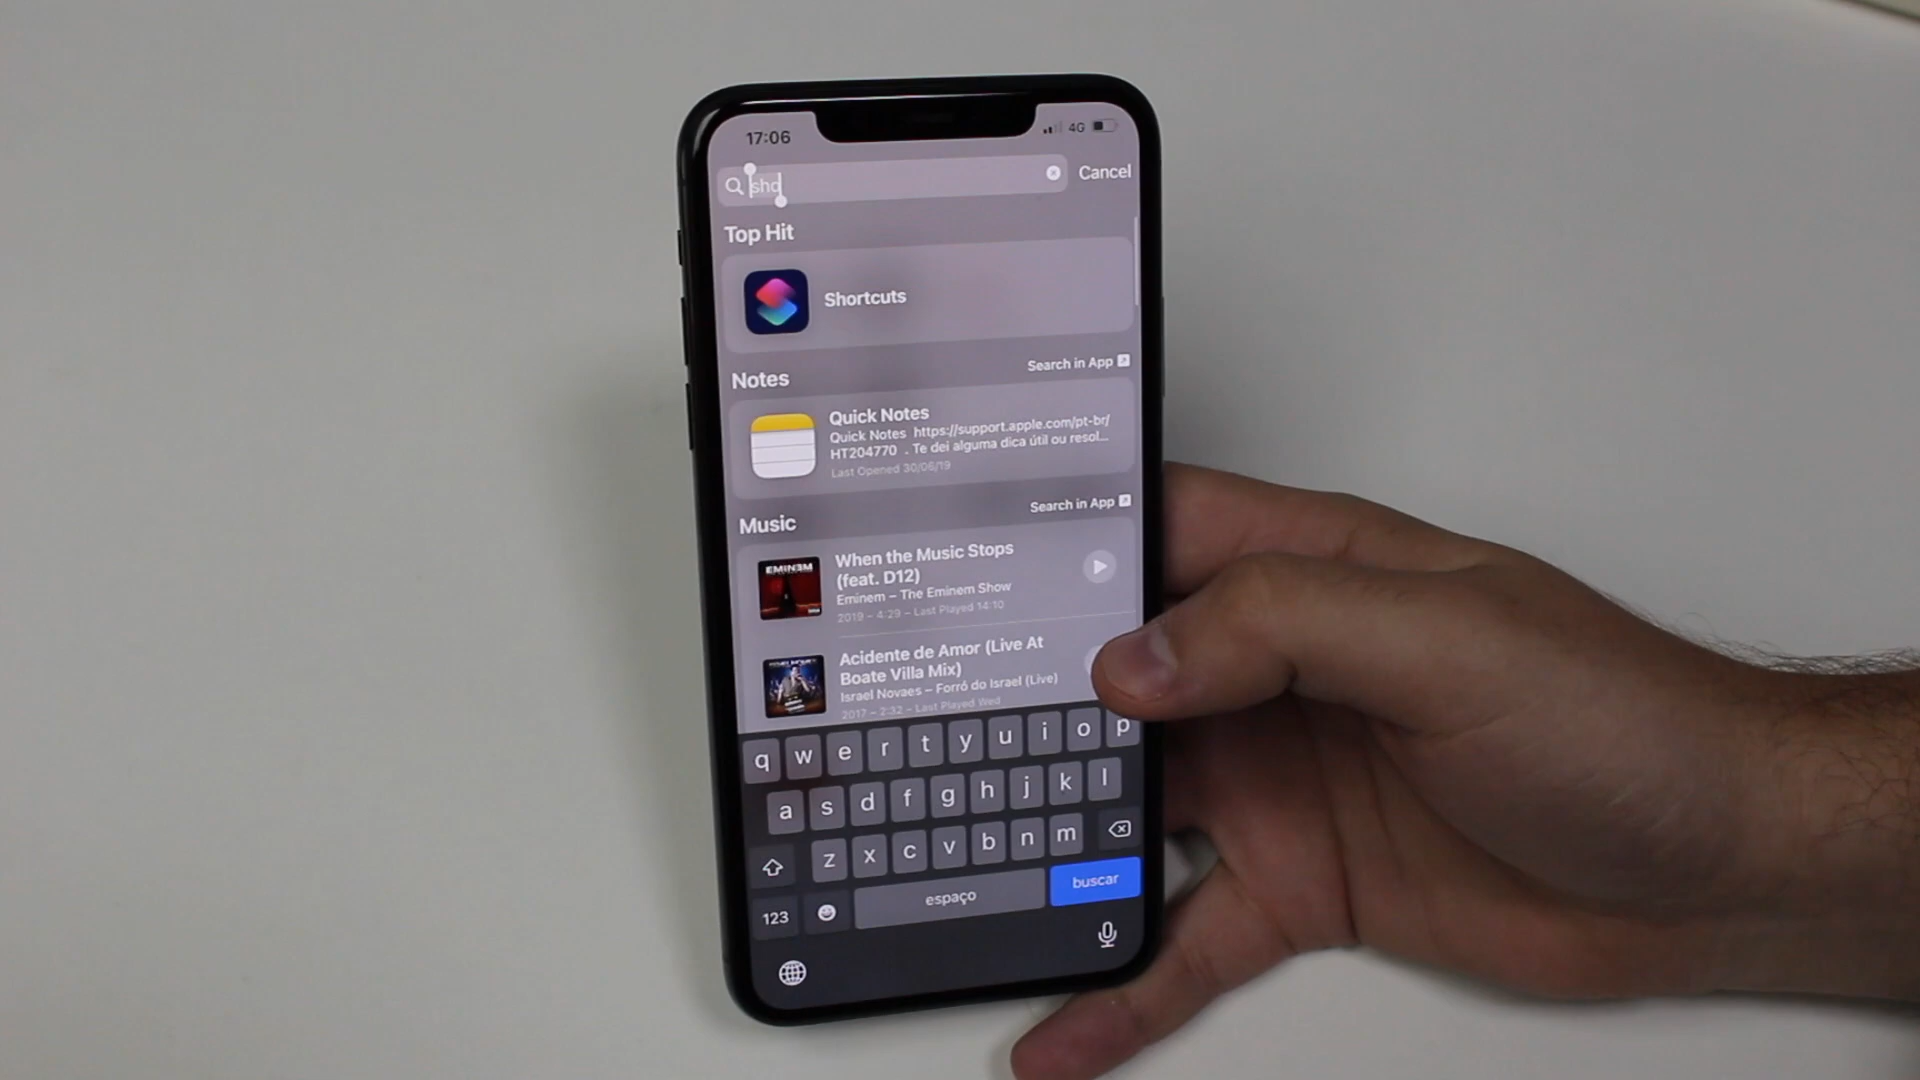 17:06
4G
sho
Cancel
Top Hit
Shortcuts
Search in App
Notes
Quick Notes
Quick Notes https://support.apple.com/pt-br/
HT204770 . Te dei alguma dica útil ou resol...
Last Opened 30/06/19
Search in App
Music
EMINEM
When the Music Stops
(feat. D12)
Eminem – The Eminem Show
2019 – 4:29 – Last Played 14:10
Acidente de Amor (Live At
Boate Villa Mix)
Israel Novaes – Forró do Israel (Live)
2017 – 2:32 – Last Played Wed
q w e r t y u i o p
a s d f g h j k l
z x c v b n m
123
espaço
buscar